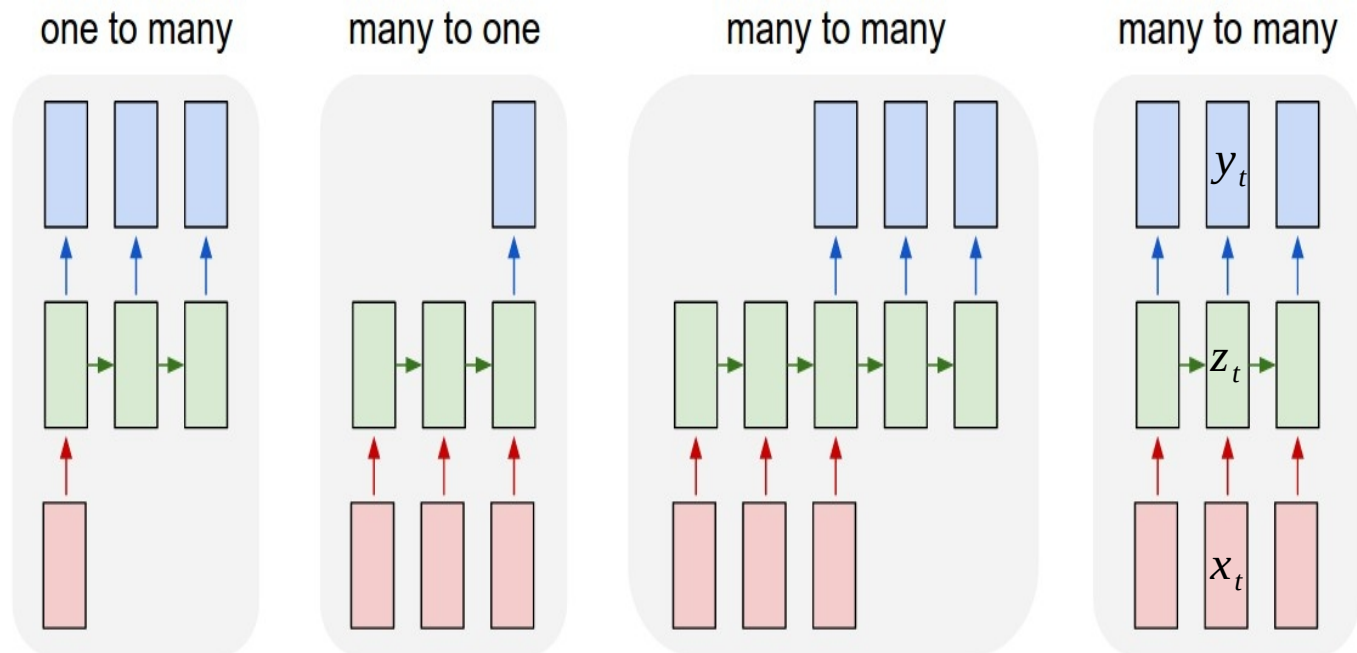 one to many
many to one
many to many
many to many
y_t
z_t
x_t